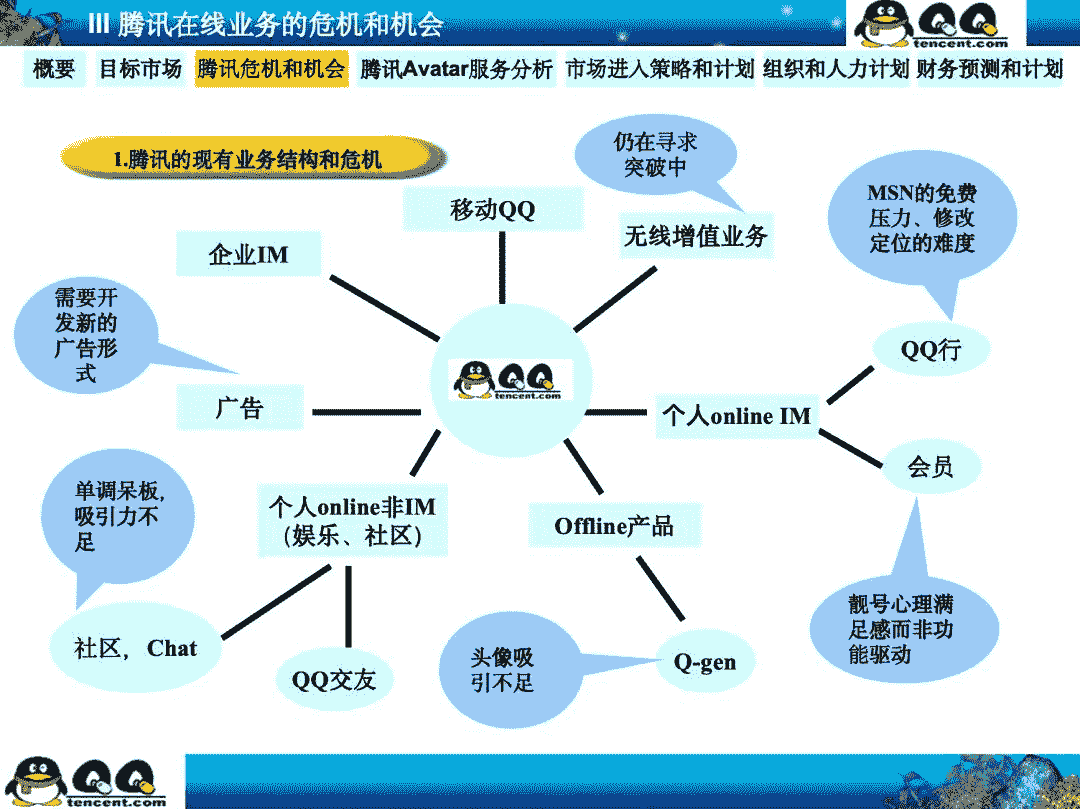 III 腾讯在线业务的危机和机会
QQ
tencent.com
概要 目标市场 腾讯危机和机会 腾讯Avatar服务分析 市场进入策略和计划 组织和人力计划 财务预测和计划
1.腾讯的现有业务结构和危机
仍在寻求
突破中
MSN的免费
压力、修改
定位的难度
移动QQ
无线增值业务
企业IM
需要开
发新的
广告形
式
QQ行
QQ
tencent.com
广告
个人online IM
会员
单调呆板,
吸引力不
足
个人online非IM
（娱乐、社区）
Offline产品
靓号心理满
足感而非功
能驱动
社区，Chat
QQ交友
头像吸
引不足
Q-gen
QQ
tencent.com